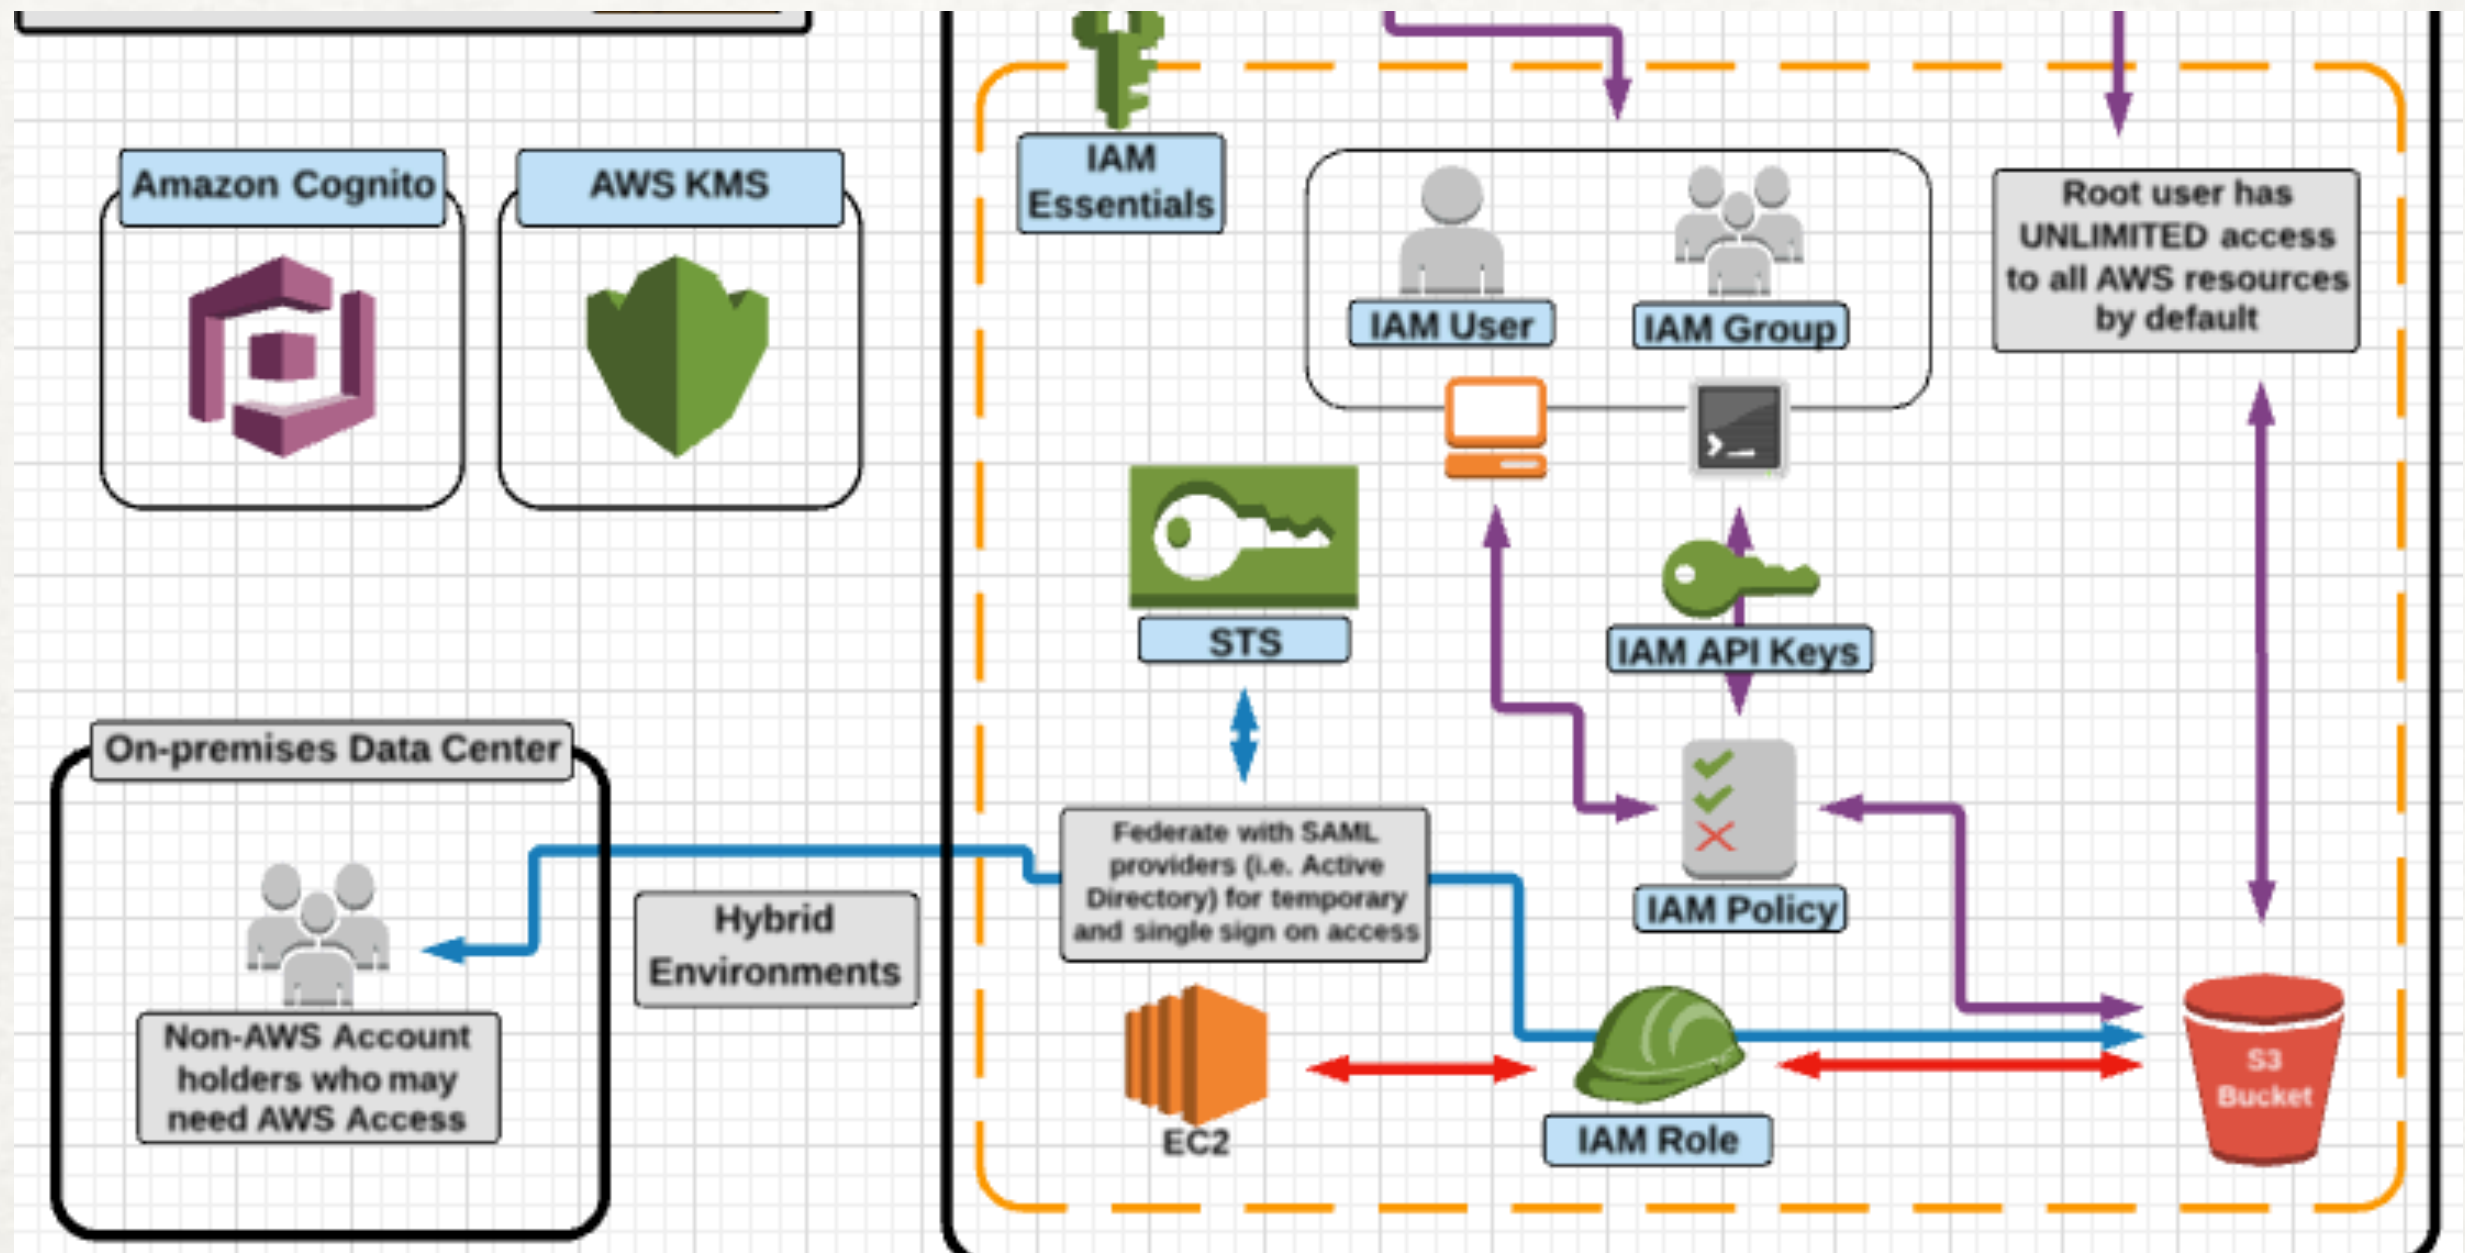 IAM
Essentials
Amazon Cognito
AWS KMS
IAM User
IAM Group
Root user has
UNLIMITED access
to all AWS resources
by default
STS
IAM API Keys
On-premises Data Center
Non-AWS Account
holders who may
need AWS Access
Hybrid
Environments
Federate with SAML
providers (i.e. Active
Directory) for temporary
and single sign on access
IAM Policy
EC2
IAM Role
S3
Bucket